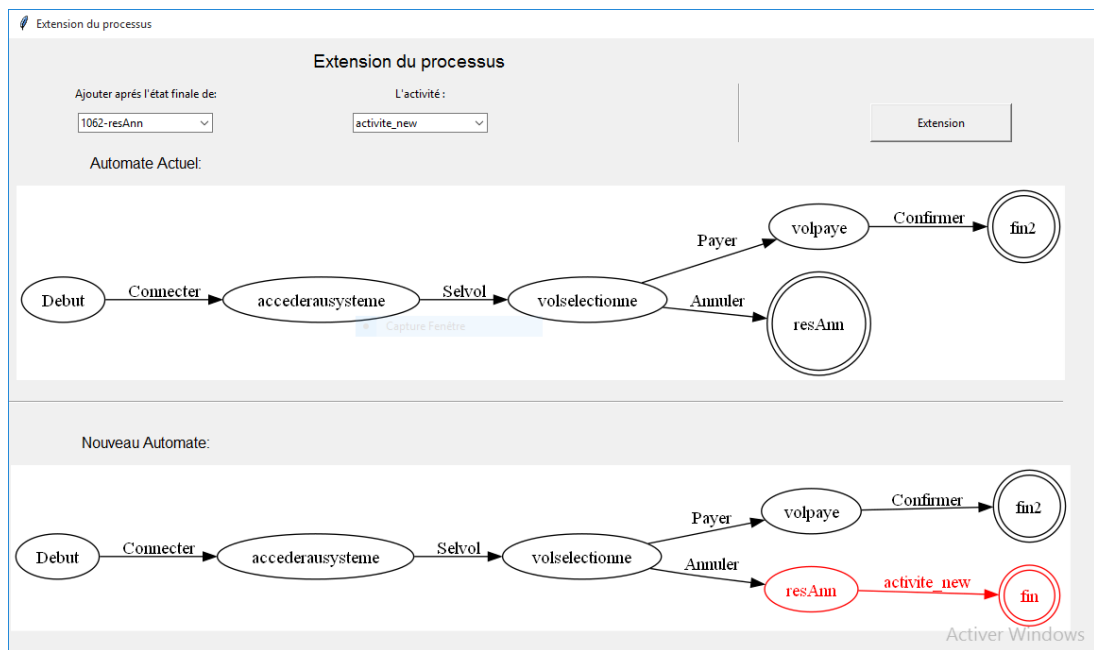 Extension du processus
Extension du processus
Ajouter aprés l'état finale de:
L'activité :
1062-resAnn
activite_new
Extension
Automate Actuel:
Debut
Connecter
accederausysteme
Selvol
volselectionne
Payer
volpaye
Confirmer
fin2
Annuler
resAnn
Capture Fenêtre
Nouveau Automate:
Debut
Connecter
accederausysteme
Selvol
volselectionne
Payer
volpaye
Confirmer
fin2
Annuler
resAnn
activite_new
fin
Activer Windows